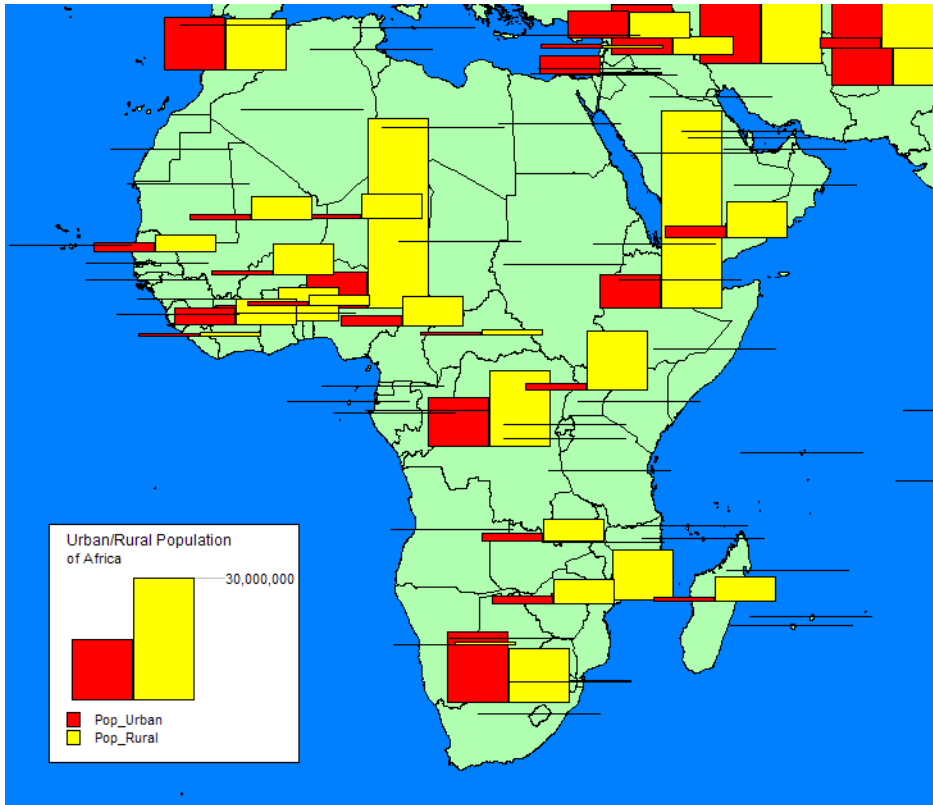 Urban/Rural Population
of Africa
30,000,000
Pop_Urban
Pop_Rural